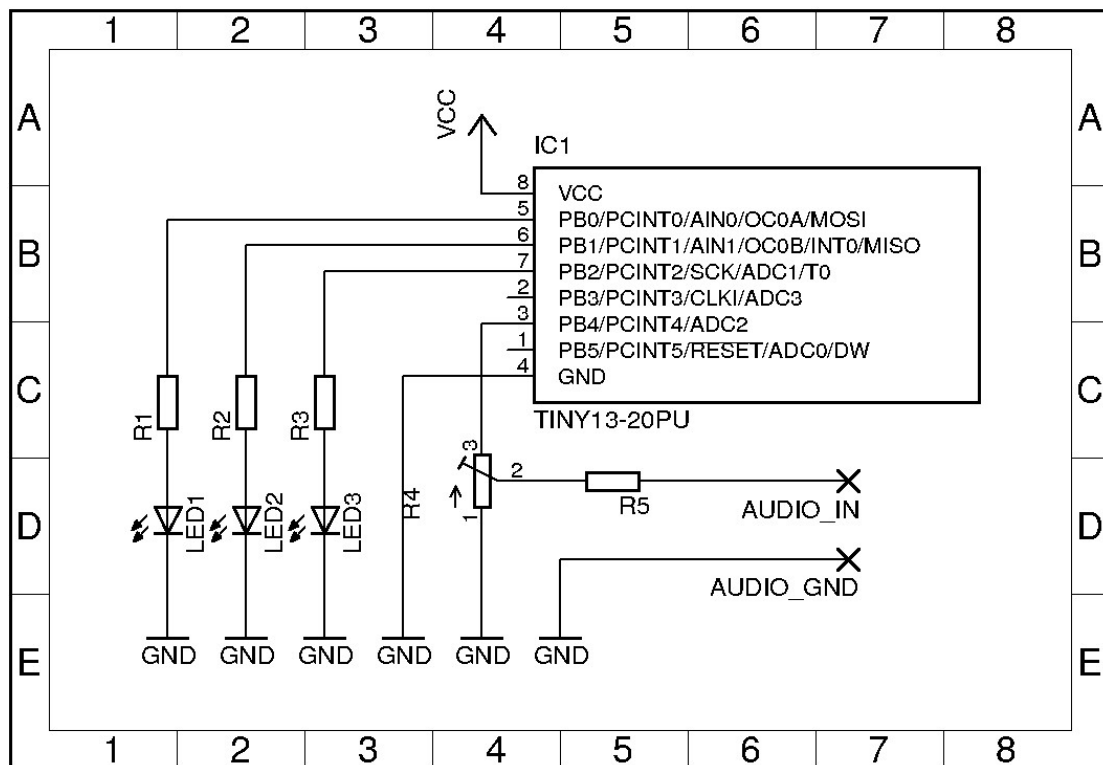 1 2 3 4 5 6 7 8
A A
VCC
IC1
8 VCC
5 PB0/PCINT0/AIN0/OC0A/MOSI
B B
6 PB1/PCINT1/AIN1/OC0B/INT0/MISO
7 PB2/PCINT2/SCK/ADC1/T0
2 PB3/PCINT3/CLKI/ADC3
3 PB4/PCINT4/ADC2
1 PB5/PCINT5/RESET/ADC0/DW
4 GND
C C
R1 R2 R3
TINY13-20PU
3
2
R4
1
R5
AUDIO_IN
D D
LED1 LED2 LED3
AUDIO_GND
GND GND GND GND GND GND
E E
1 2 3 4 5 6 7 8